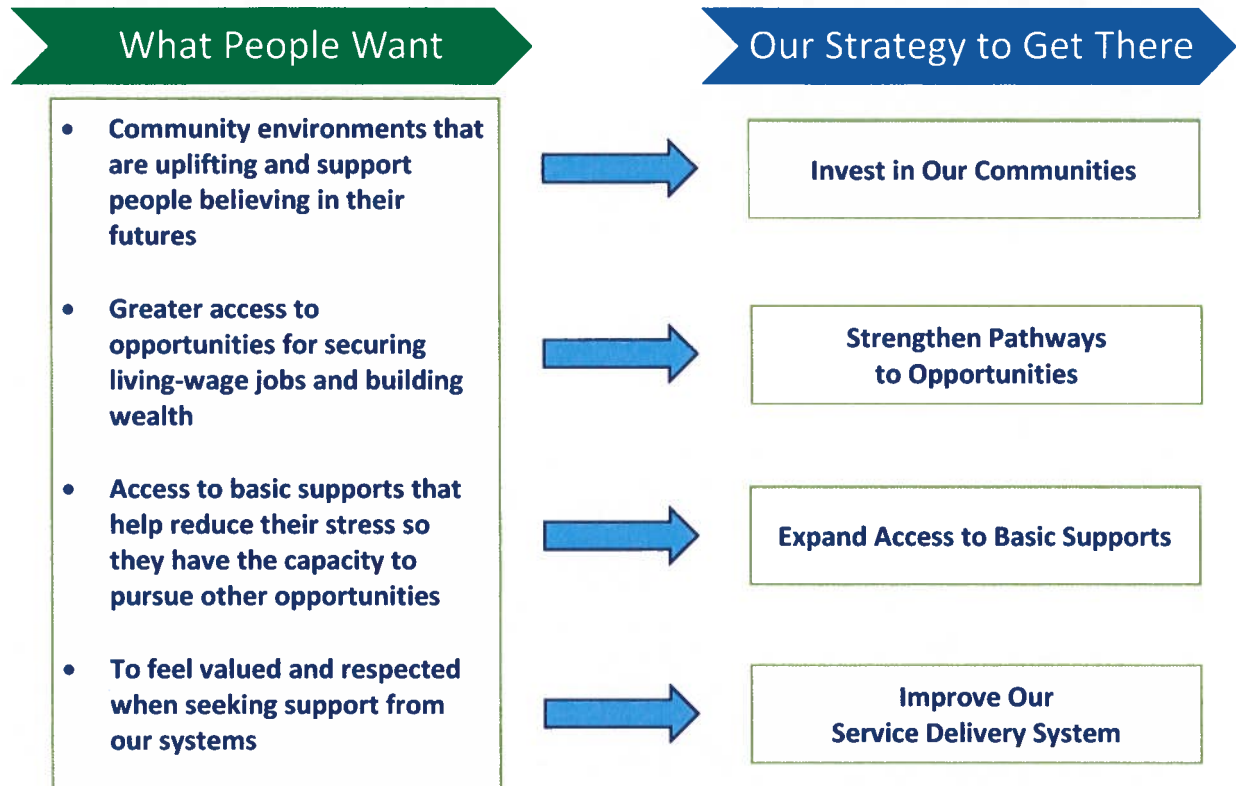 What People Want
Our Strategy to Get There
• Community environments that
are uplifting and support
people believing in their
futures
Invest in Our Communities
• Greater access to
opportunities for securing
living-wage jobs and building
wealth
Strengthen Pathways
to Opportunities
• Access to basic supports that
help reduce their stress so
they have the capacity to
pursue other opportunities
Expand Access to Basic Supports
• To feel valued and respected
when seeking support from
our systems
Improve Our
Service Delivery System